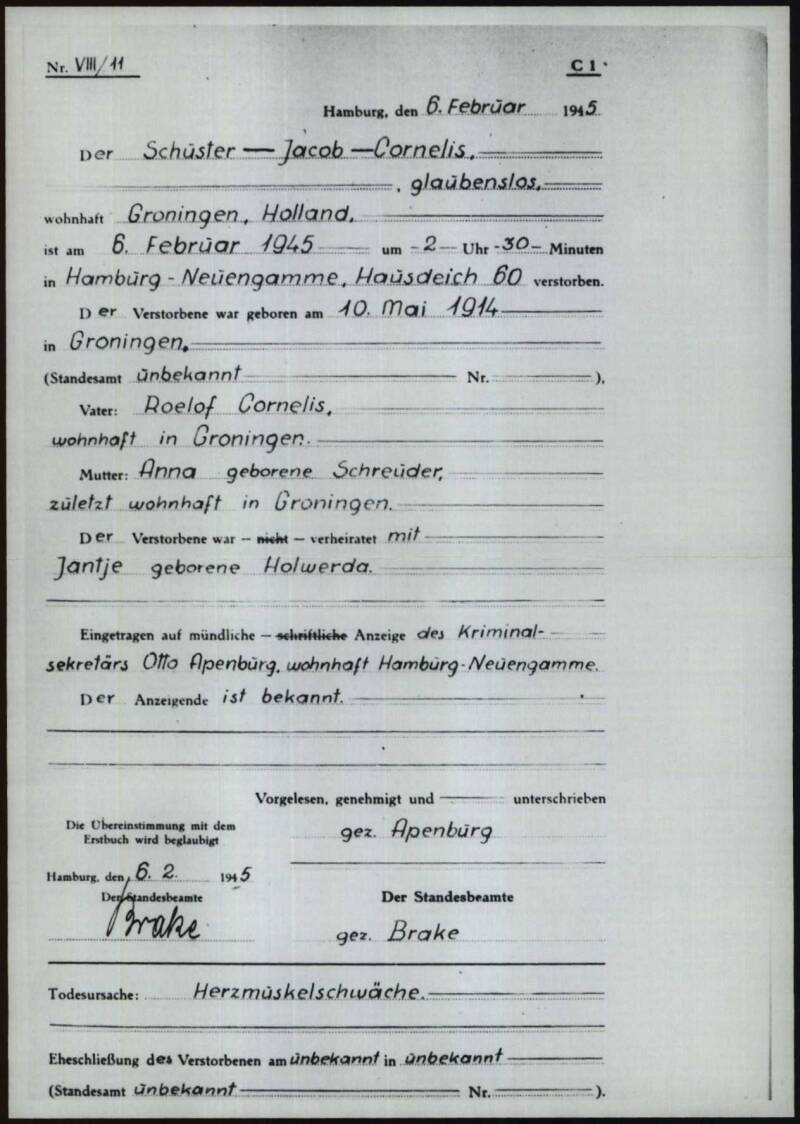 Nr. VIII/11
C 1
Hamburg, den 6. Februar 1945
Der Schuster — Jacob — Cornelis,
, glaubenslos,
wohnhaft Groningen, Holland,
ist am 6. Februar 1945 um - 2 - Uhr - 30 - Minuten
in Hamburg - Neuengamme, Hausdeich 60 verstorben.
Der Verstorbene war geboren am 10. Mai 1914
in Groningen,
(Standesamt unbekannt Nr. ),
Vater: Roelof Cornelis,
wohnhaft in Groningen.
Mutter: Anna geborene Schreuder,
zuletzt wohnhaft in Groningen.
Der Verstorbene war – nicht – verheiratet mit
Jantje geborene Holwerda.
Eingetragen auf mündliche – schriftliche Anzeige des Kriminal-
sekretärs Otto Apenburg, wohnhaft Hamburg-Neuengamme.
Der Anzeigende ist bekannt.
Vorgelesen, genehmigt und unterschrieben
gez. Apenburg
Die Übereinstimmung mit dem
Erstbuch wird beglaubigt
Hamburg, den 6. 2. 1945
Der Standesbeamte
Brake
Der Standesbeamte
gez. Brake
Todesursache: Herzmuskelschwäche.
Eheschließung des Verstorbenen am unbekannt in unbekannt
(Standesamt unbekannt Nr. ).